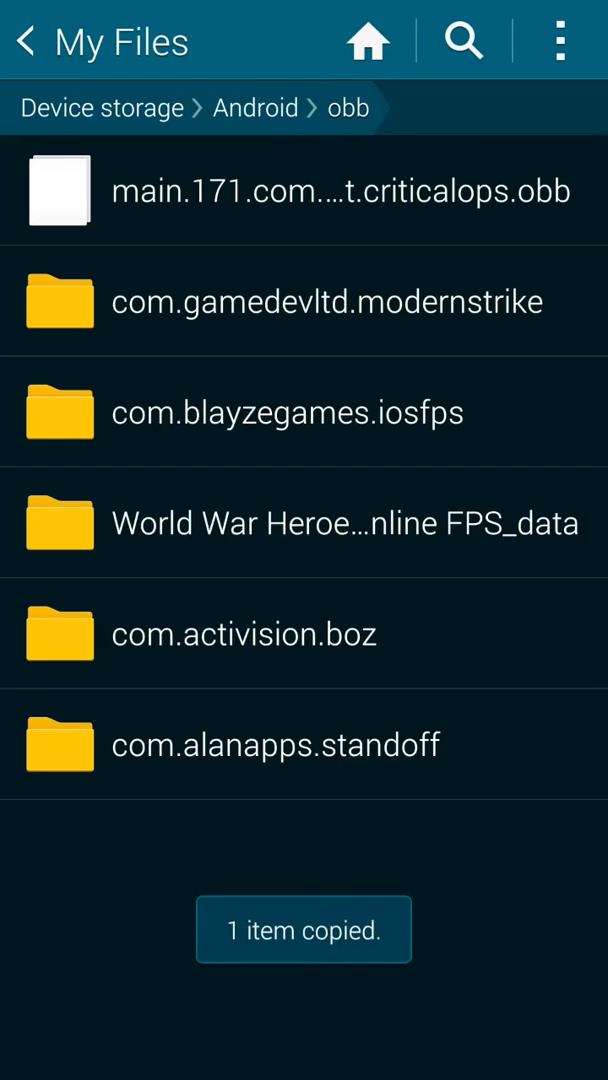 My Files
Device storage > Android > obb
main.171.com.…t.criticalops.obb
com.gamedevltd.modernstrike
com.blayzegames.iosfps
World War Heroe…nline FPS_data
com.activision.boz
com.alanapps.standoff
1 item copied.